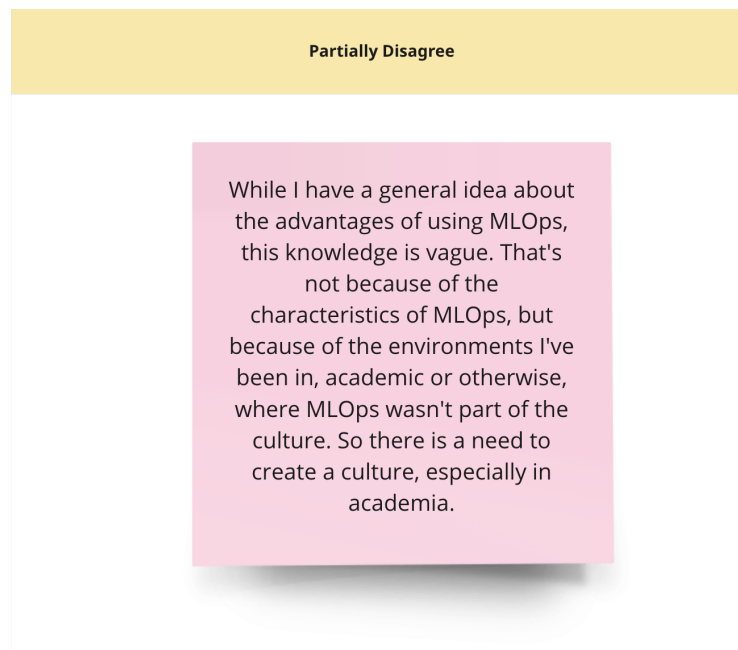 Partially Disagree
While I have a general idea about
the advantages of using MLOps,
this knowledge is vague. That's
not because of the
characteristics of MLOps, but
because of the environments I've
been in, academic or otherwise,
where MLOps wasn't part of the
culture. So there is a need to
create a culture, especially in
academia.